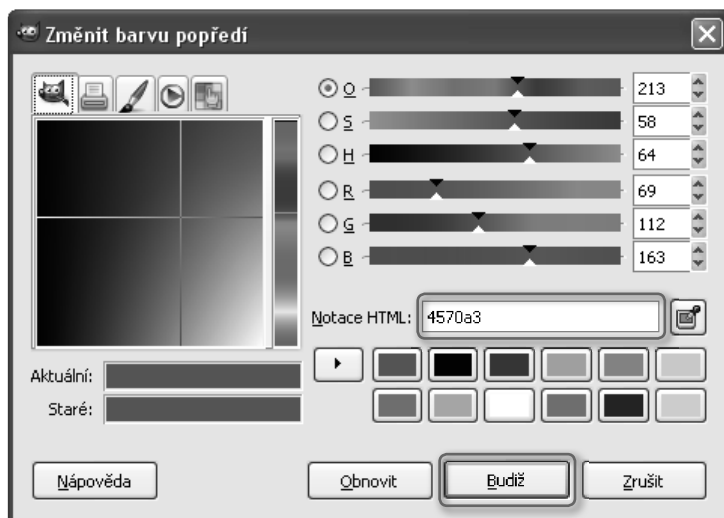 Změnit barvu popředí
O 213
S 58
H 64
R 69
G 112
B 163
Notace HTML: 4570a3
Aktuální:
Staré:
Nápověda Obnovit Budiž Zrušit